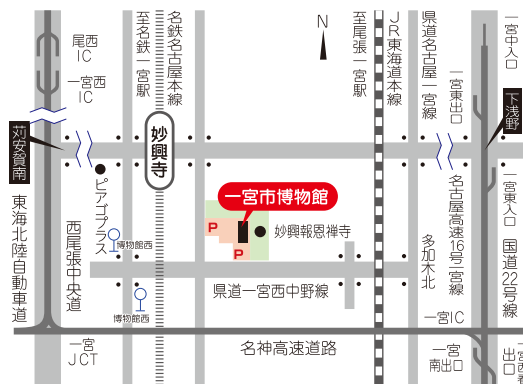 尾西
IC
一宮西
IC
至名鉄一宮駅
名鉄名古屋本線
N
至尾張一宮駅
JR東海道本線
県道名古屋一宮線
一宮東出口
一宮中入口
下浅野
苅安賀南
妙興寺
ピアゴプラス
一宮市博物館
P
P
妙興報恩禅寺
博物館西
博物館西
西尾張中央道
東海北陸自動車道
県道一宮西中野線
多加木北
名古屋高速16号一宮線
一宮東入口
国道22号線
一宮IC
一宮
JCT
名神高速道路
一宮
南出口
出口